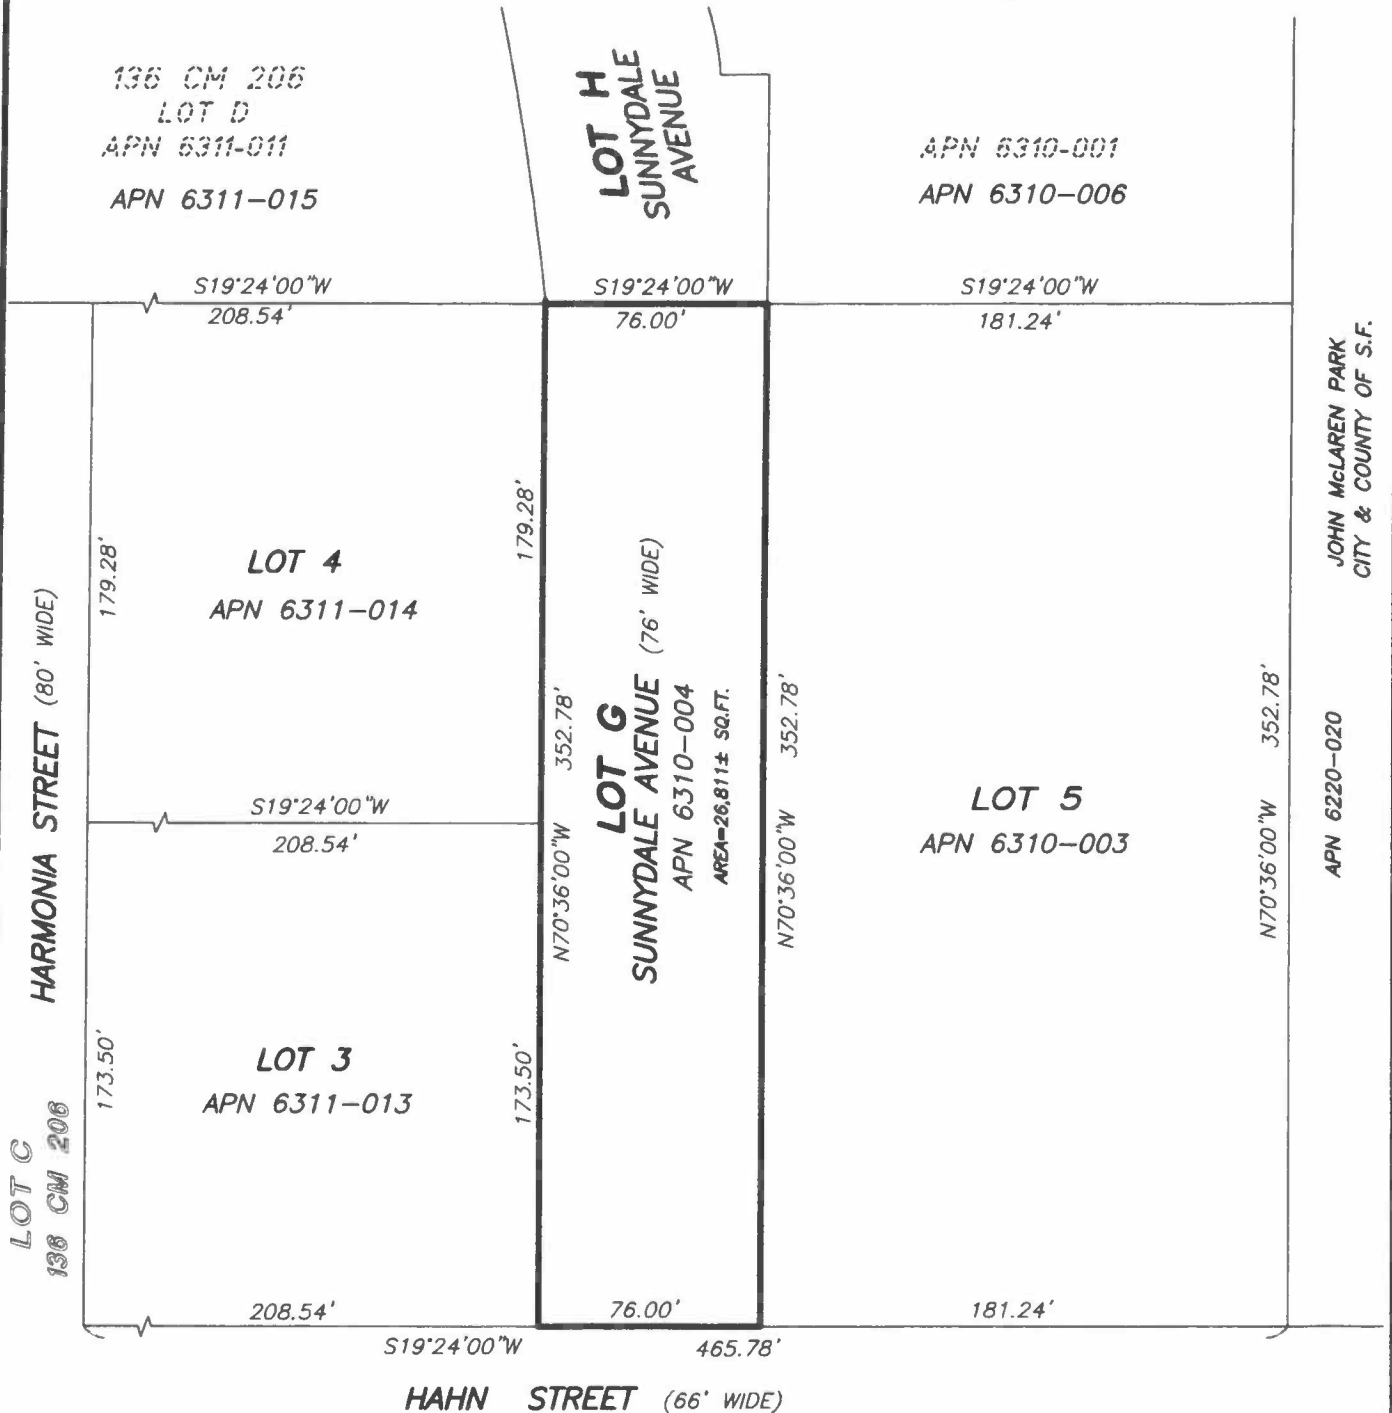 136 CM 206
LOT D
APN 6311-011
APN 6311-015
LOT H
SUNNYDALE
AVENUE
APN 6310-001
APN 6310-006
S19°24'00"W
208.54'
S19°24'00"W
76.00'
S19°24'00"W
181.24'
JOHN McLAREN PARK
CITY & COUNTY OF S.F.
APN 6220-020
HARMONIA STREET (80' WIDE)
LOT C
136 CM 206
179.28'
LOT 4
APN 6311-014
179.28'
S19°24'00"W
208.54'
173.50'
LOT 3
APN 6311-013
173.50'
N70°36'00"W 352.78'
LOT G
SUNNYDALE AVENUE (76' WIDE)
APN 6310-004
AREA=26,811± SQ.FT.
N70°36'00"W 352.78'
LOT 5
APN 6310-003
N70°36'00"W 352.78'
208.54'
76.00'
181.24'
S19°24'00"W 465.78'
HAHN STREET (66' WIDE)